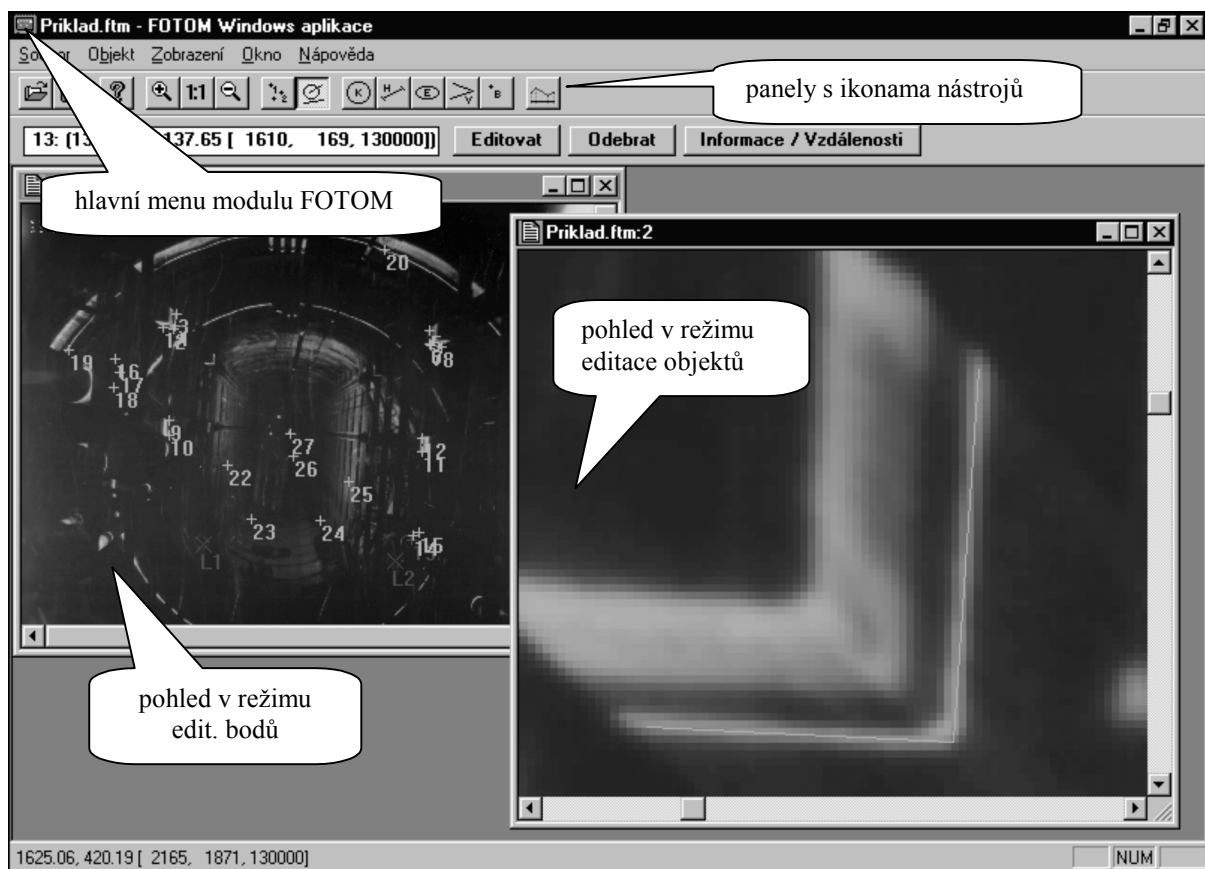 Priklad.ftm - FOTOM Windows aplikace
Objekt Zobrazení Okno Nápověda
1:1 K H E V B
panely s ikonama nástrojů
137.65 [ 1610, 169, 130000]) Editovat Odebrat Informace / Vzdálenosti
hlavní menu modulu FOTOM
Priklad.ftm:2
pohled v režimu
editace objektů
20
19
16
17
18
9
10
12
11
27
26
22
25
23
24
L1
L2
pohled v režimu
edit. bodů
1625.06, 420.19 [ 2165, 1871, 130000] NUM